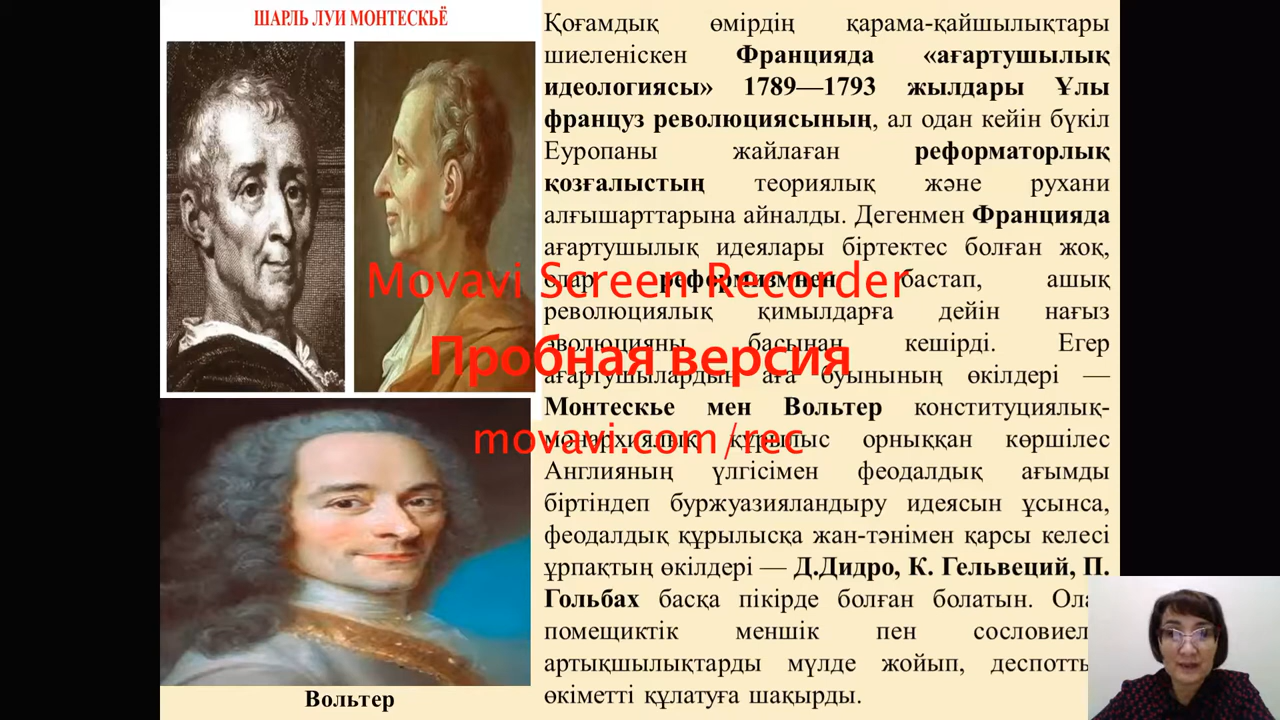 ШАРЛЬ ЛУИ МОНТЕСКЬЁ
Вольтер
Қоғамдық өмірдің қарама-қайшылықтары
шиеленіскен Францияда «ағартушылық
идеологиясы» 1789—1793 жылдары Ұлы
француз революциясының, ал одан кейін бүкіл
Еуропаны жайлаған реформаторлық
қозғалыстың теориялық және рухани
алғышарттарына айналды. Дегенмен Францияда
ағартушылық идеялары біртектес болған жоқ,
олар реформизмнен бастап, ашық
революциялық қимылдарға дейін нағыз
эволюцияны басынан кешірді. Егер
ағартушылардың аға буынының өкілдері —
Монтескье мен Вольтер конституциялық-
монархиялық құрылыс орныққан көршілес
Англияның үлгісімен феодалдық ағымды
біртіндеп буржуазияландыру идеясын ұсынса,
феодалдық құрылысқа жан-тәнімен қарсы келесі
ұрпақтың өкілдері — Д.Дидро, К. Гельвеций, П.
Гольбах басқа пікірде болған болатын.
помещиктік меншік пен
артықшылықтарды мүлде жойып,
өкіметті құлатуға шақырды.
Movavi Screen Recorder
Пробная версия
movavi.com/rec